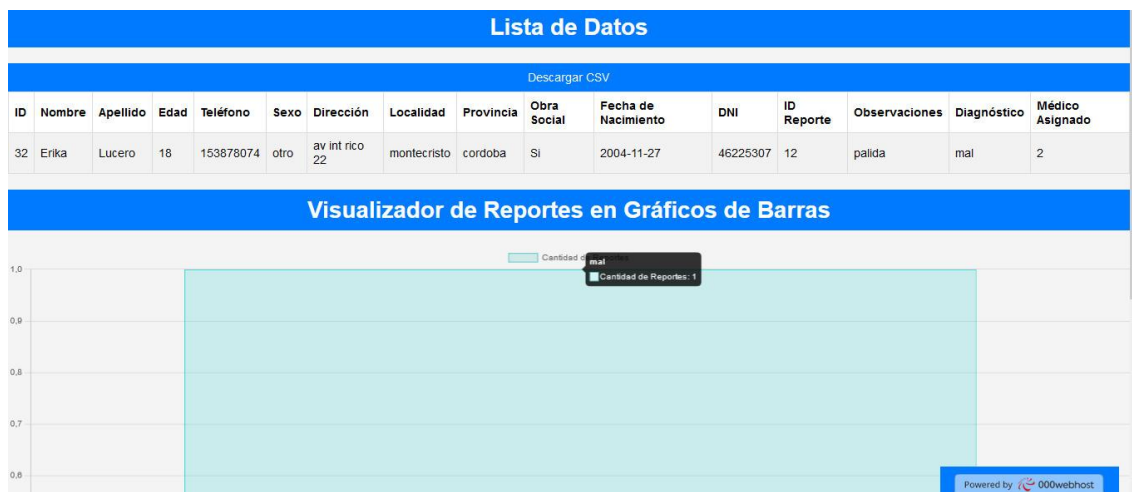 Lista de Datos
Descargar CSV
ID Nombre Apellido Edad Teléfono Sexo Dirección Localidad Provincia Obra Social Fecha de Nacimiento DNI ID Reporte Observaciones Diagnóstico Médico Asignado
32 Erika Lucero 18 153878074 otro av int rico 22 montecristo cordoba Si 2004-11-27 46225307 12 palida mal 2
Visualizador de Reportes en Gráficos de Barras
Cantidad de Reportes
mal
Cantidad de Reportes: 1
1,0
0,9
0,8
0,7
0,6
Powered by 000webhost